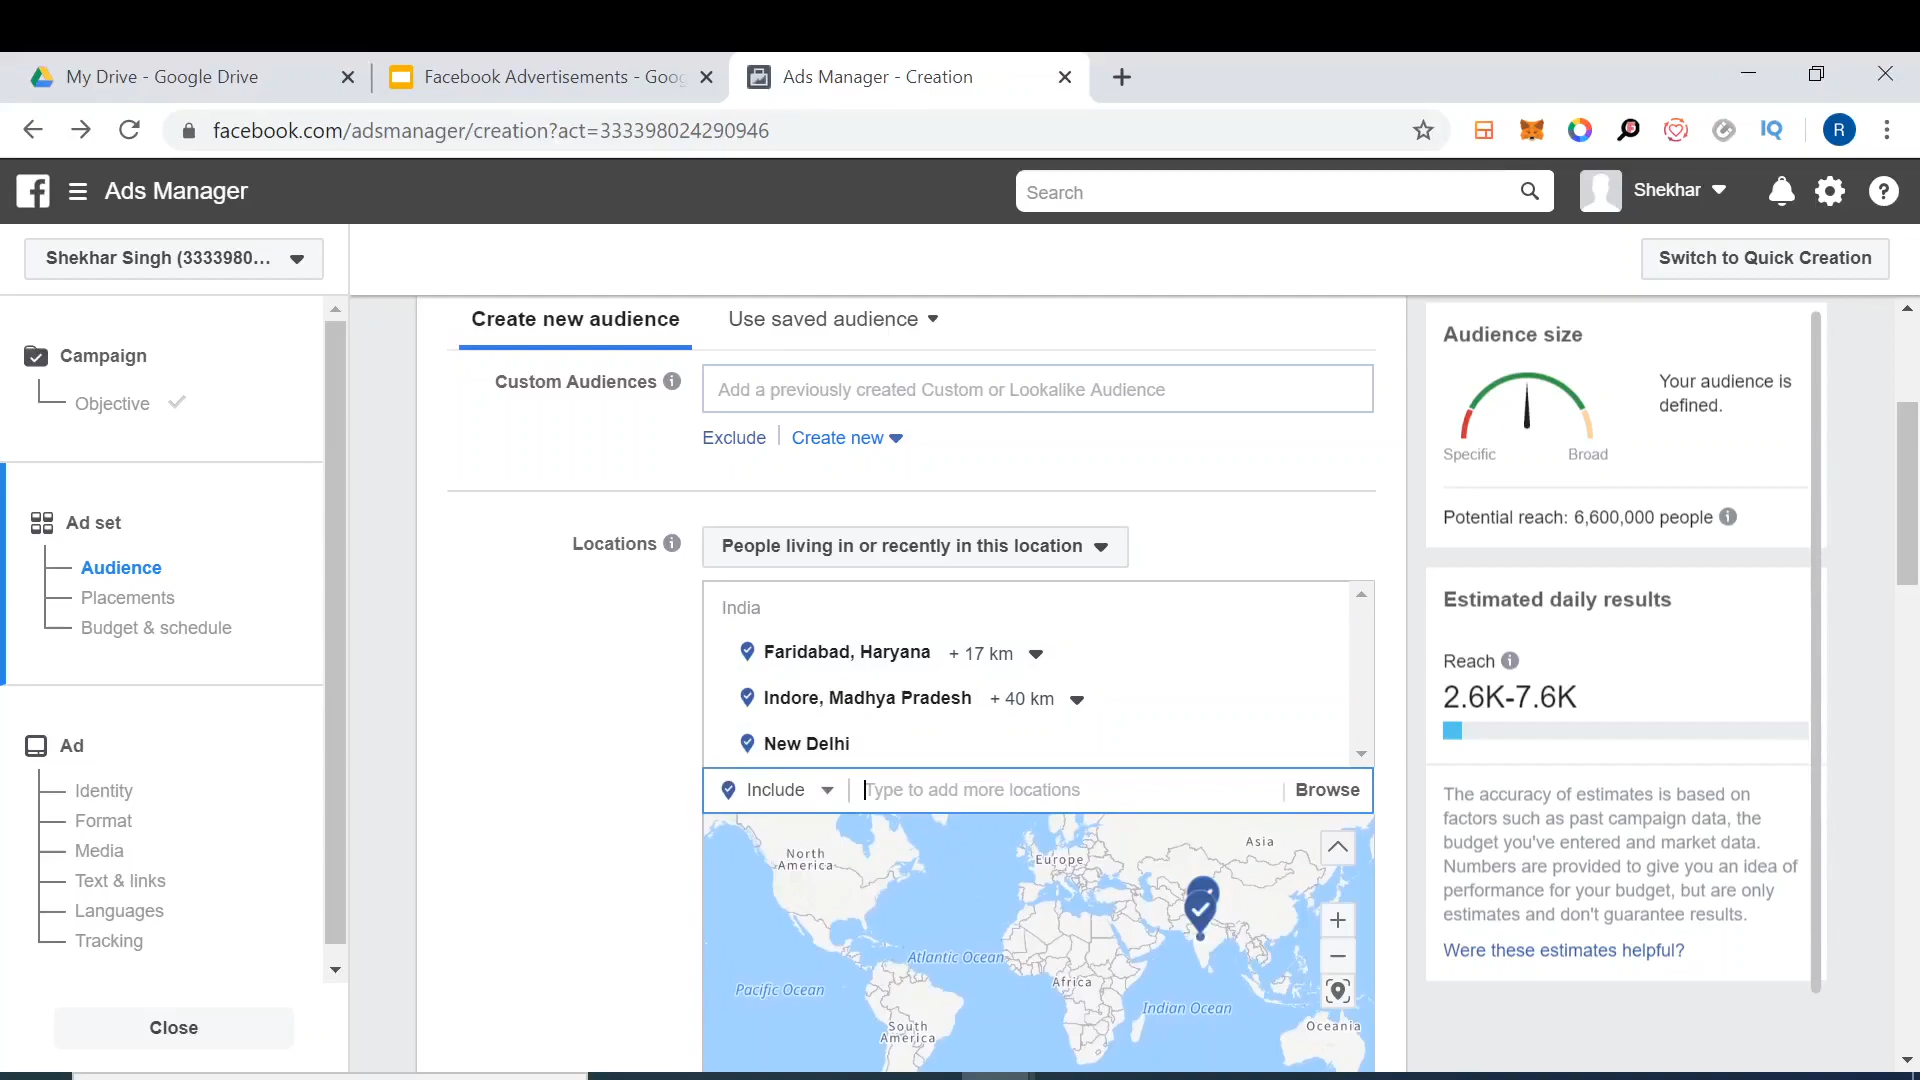 My Drive - Google Drive
Facebook Advertisements - Goog
Ads Manager - Creation
facebook.com/adsmanager/creation?act=333398024290946
IQ
R
Ads Manager
Search
Shekhar
Shekhar Singh (3333980...
Switch to Quick Creation
Campaign
Objective
Ad set
Audience
Placements
Budget & schedule
Ad
Identity
Format
Media
Text & links
Languages
Tracking
Close
Create new audience
Use saved audience
Custom Audiences
Add a previously created Custom or Lookalike Audience
Exclude
Create new
Locations
People living in or recently in this location
India
Faridabad, Haryana + 17 km
Indore, Madhya Pradesh + 40 km
New Delhi
Include
Type to add more locations
Browse
North
America
Europe
Asia
Atlantic Ocean
Africa
Pacific Ocean
Indian Ocean
South
America
Oceania
Audience size
Your audience is
defined.
Specific
Broad
Potential reach: 6,600,000 people
Estimated daily results
Reach
2.6K-7.6K
The accuracy of estimates is based on
factors such as past campaign data, the
budget you've entered and market data.
Numbers are provided to give you an idea of
performance for your budget, but are only
estimates and don't guarantee results.
Were these estimates helpful?